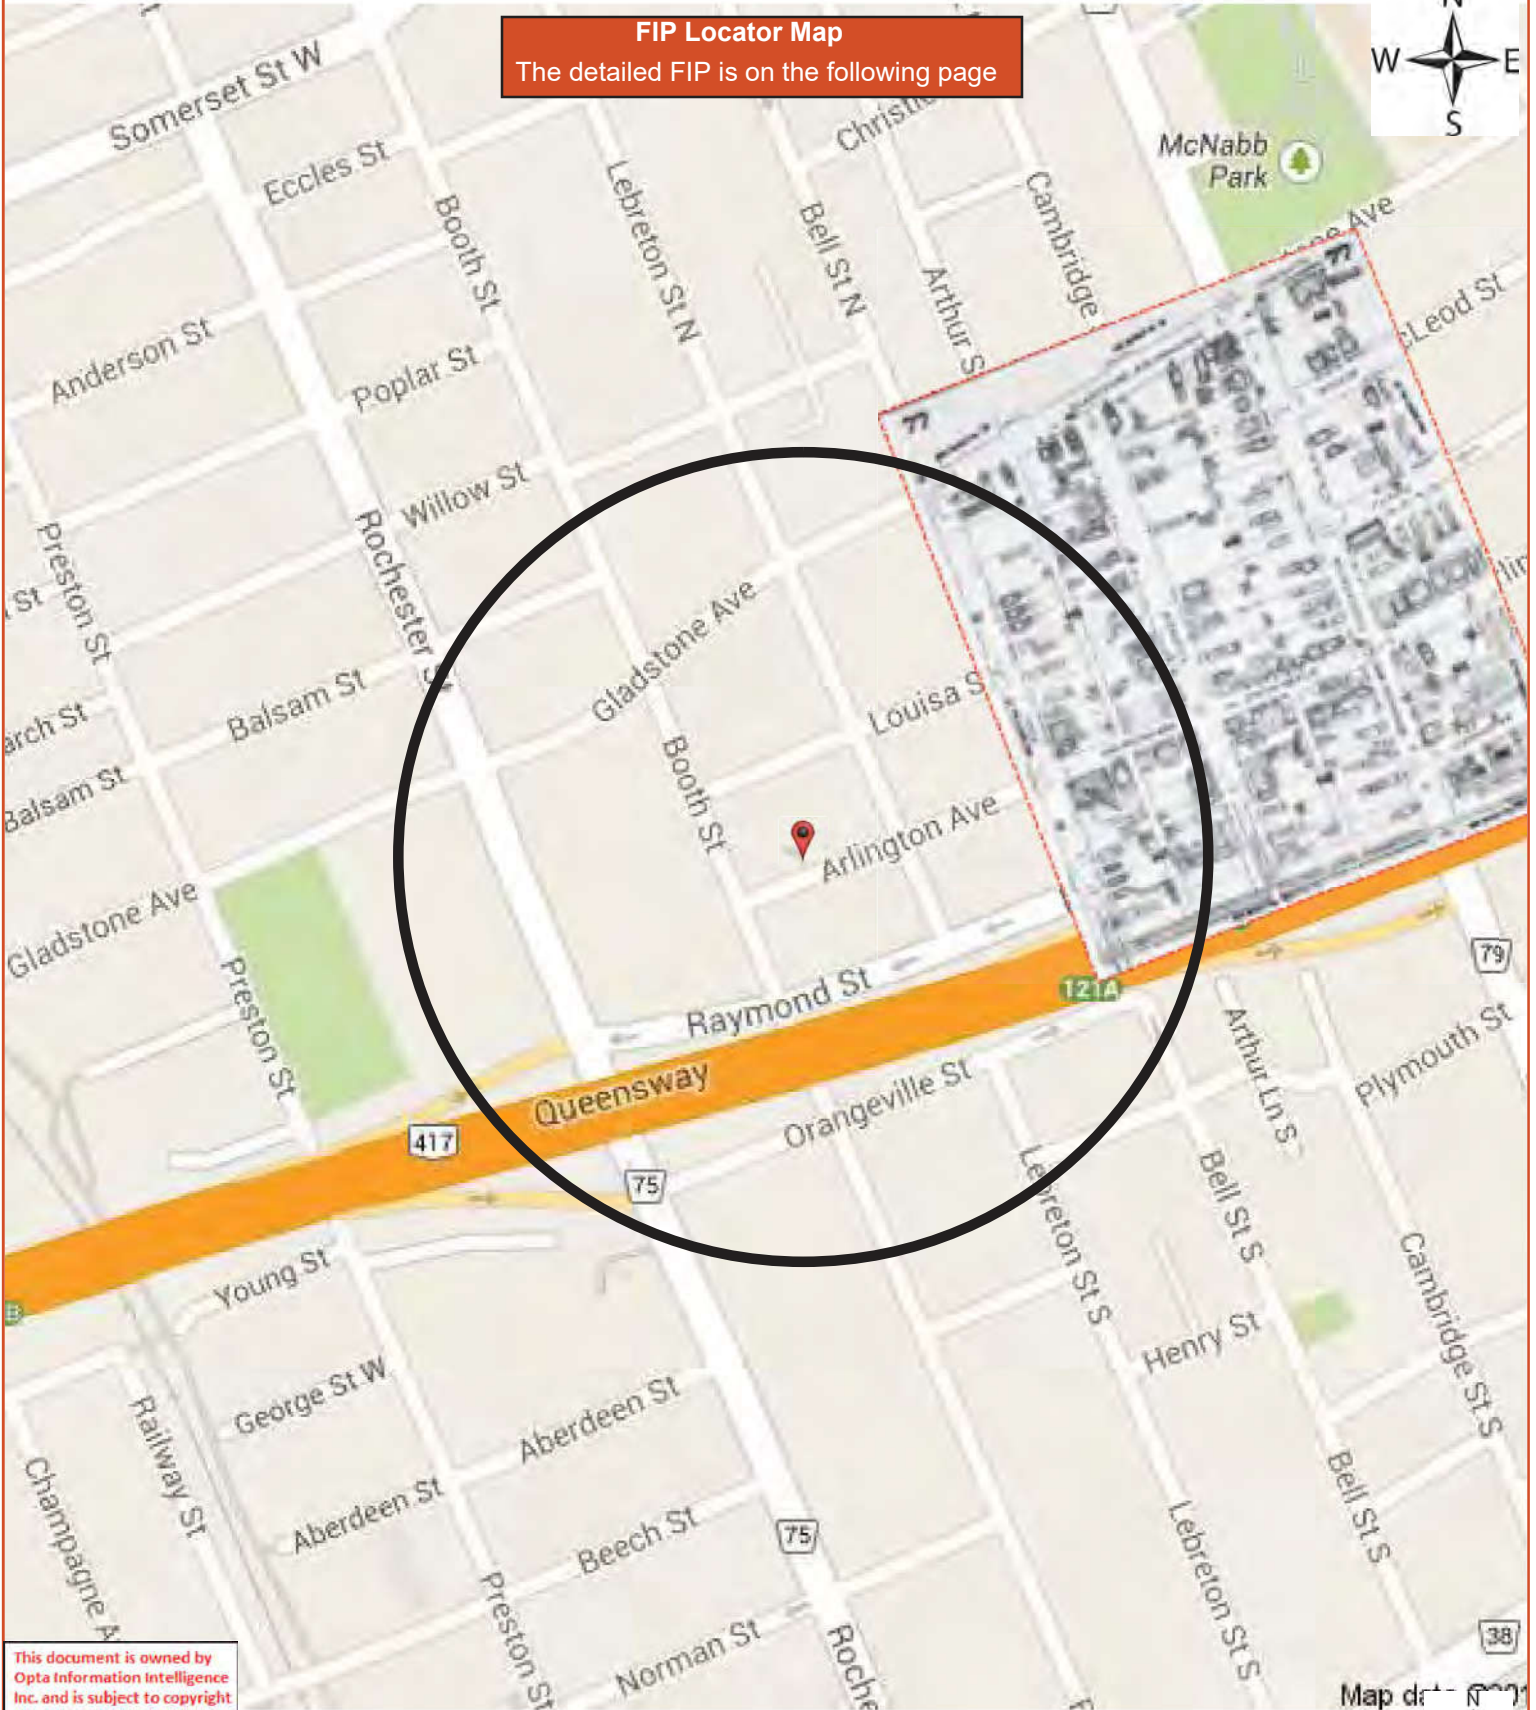 FIP Locator Map
The detailed FIP is on the following page
N
W E
S
McNabb
Park
Somerset St W
Eccles St
Booth St
Lebreton St N
Bell St N
Arthur S
Cambridge
Anderson St
Poplar St
Willow St
cLeod St
Ave
77
Preston St
Rochester St
St
Balsam St
Gladstone Ave
Louisa S
arch St
Balsam St
Booth St
Arlington Ave
Gladstone Ave
Preston St
Raymond St
121A
79
Queensway
417
Orangeville St
Arthur Ln S
Plymouth St
75
Lebreton St S
Bell St S
Cambridge St S
Young St
Henry St
George St W
Aberdeen St
Railway St
Champagne A
Aberdeen St
Beech St
75
Bell St S
Lebreton St S
Preston St
Norman St
Roche
38
This document is owned by
Opta Information Intelligence
Inc. and is subject to copyright
Map
N